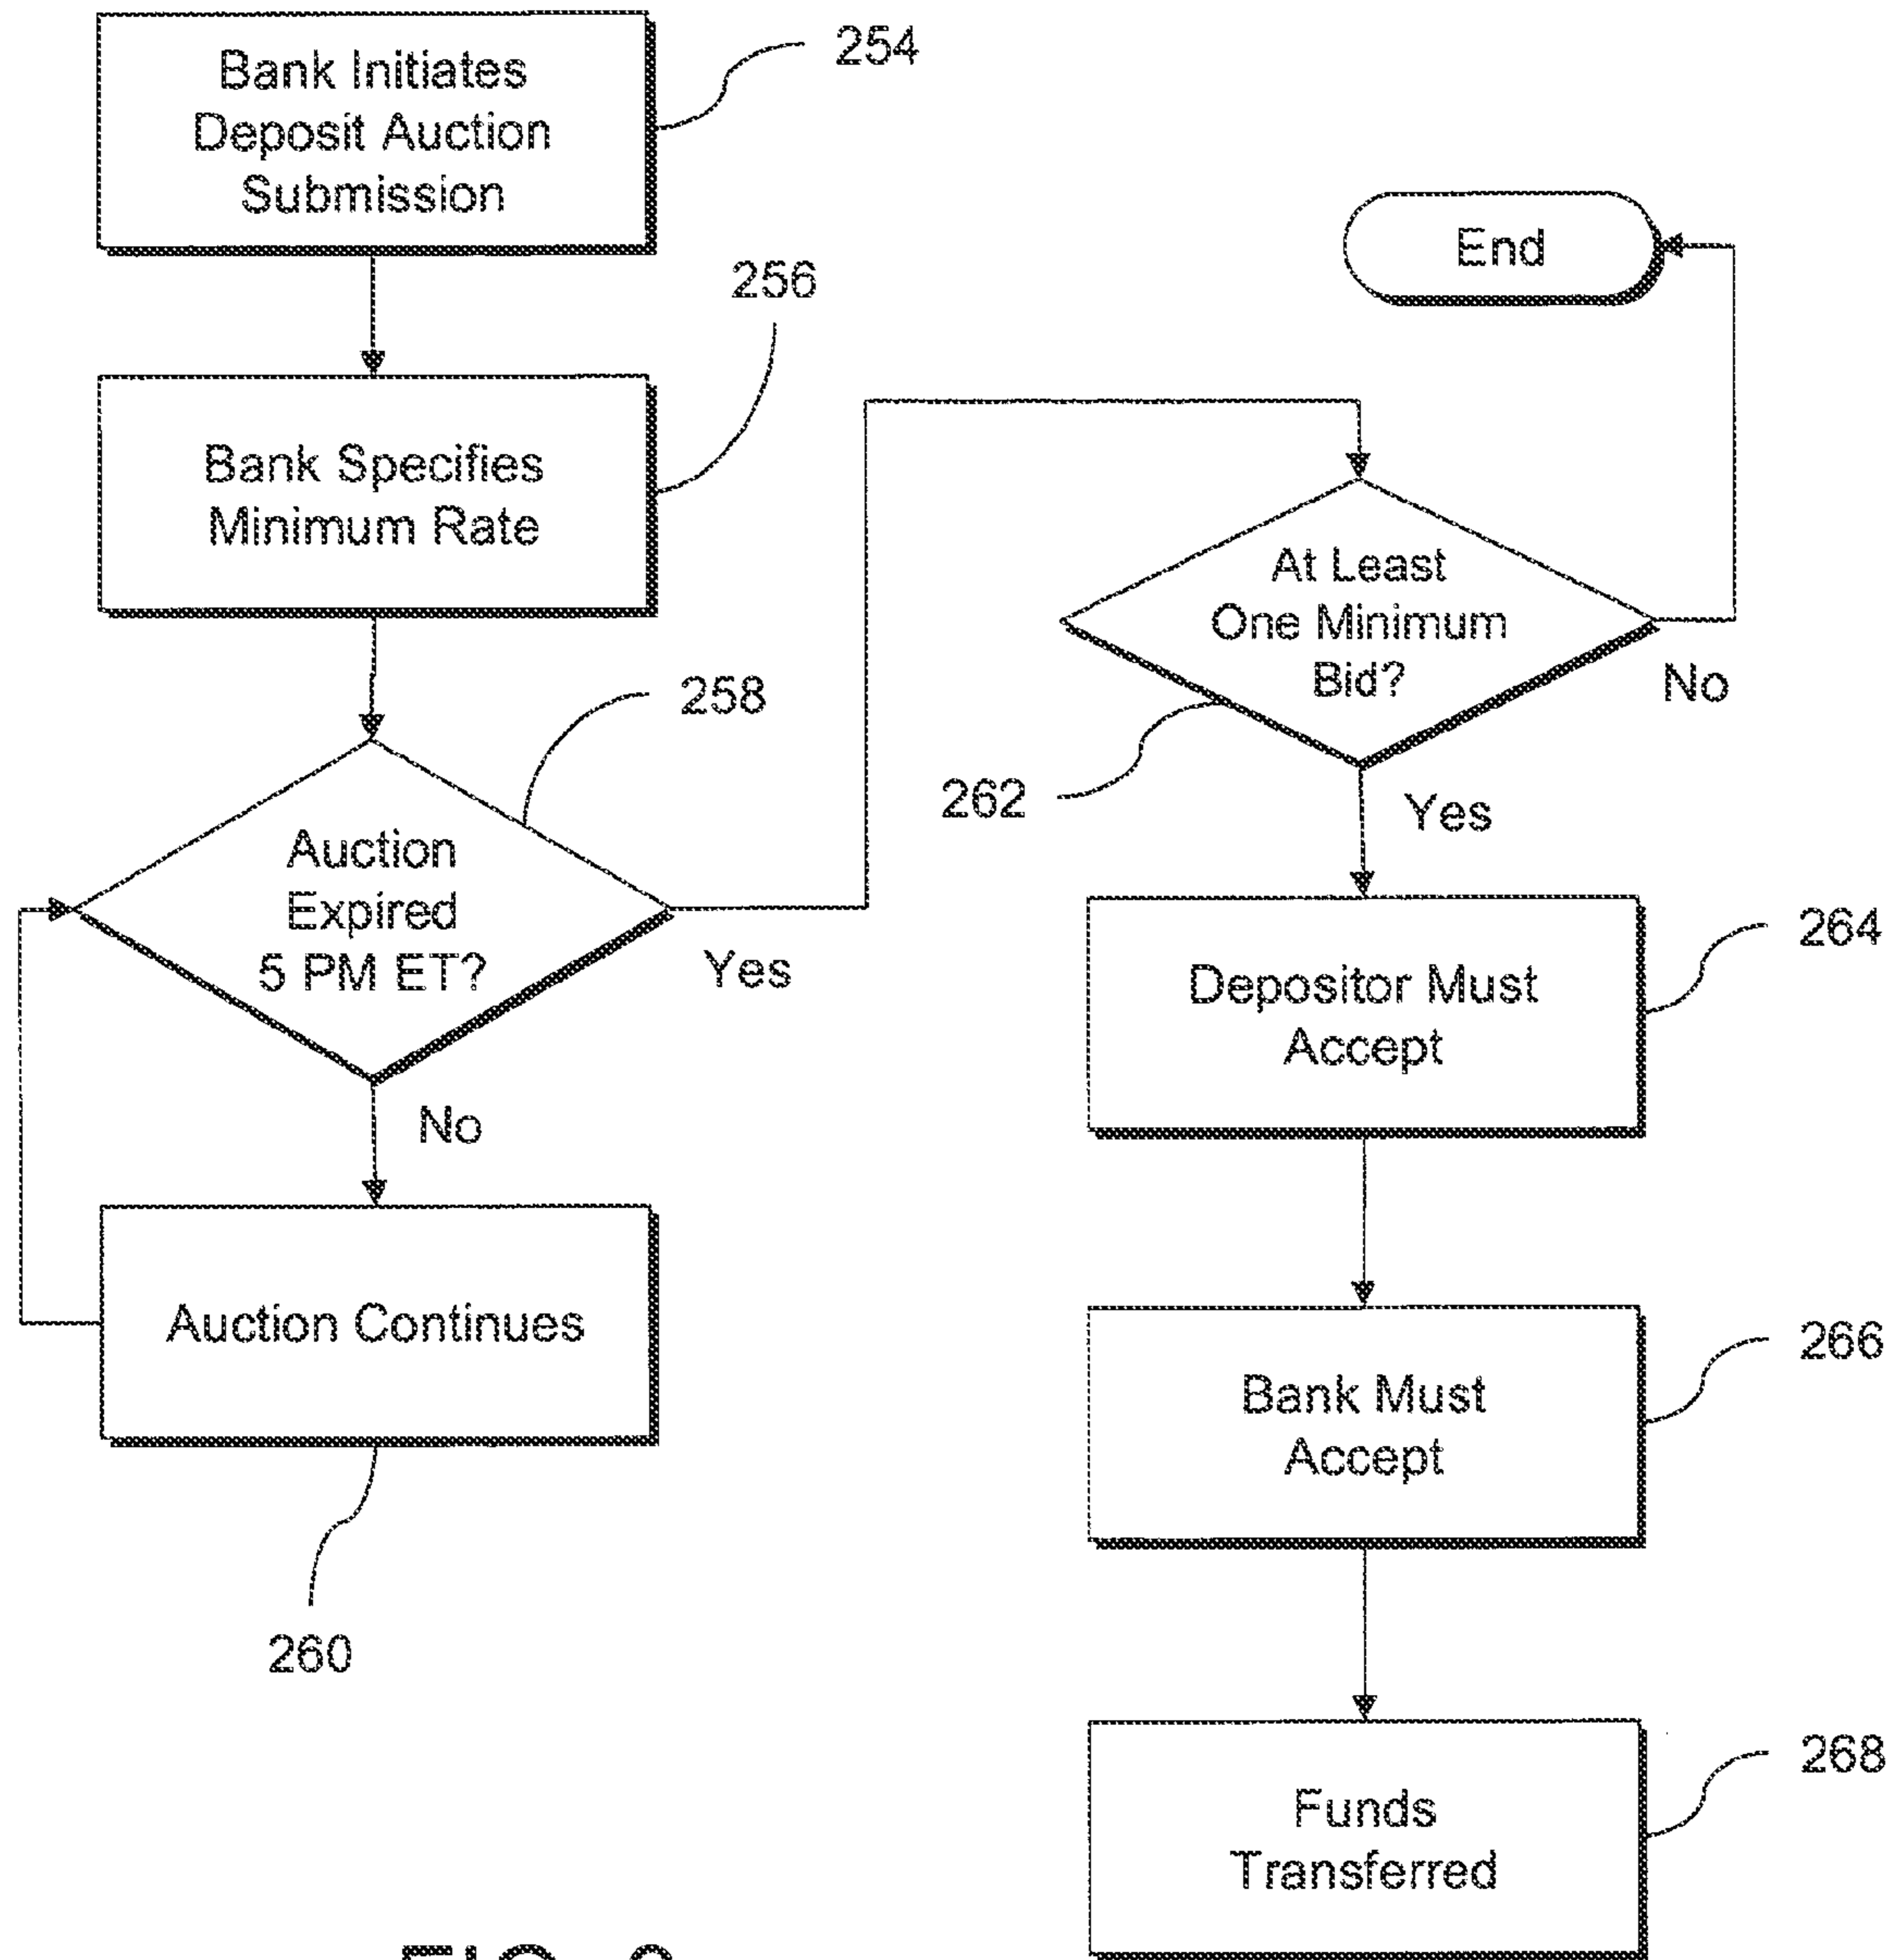 Bank Initiates
Deposit Auction
Submission
254
Bank Specifies
Minimum Rate
256
Auction
Expired
5 PM ET?
258
Yes
No
Auction Continues
260
End
At Least
One Minimum
Bid?
262
No
Yes
Depositor Must
Accept
264
Bank Must
Accept
266
Funds
Transferred
268
FIG.